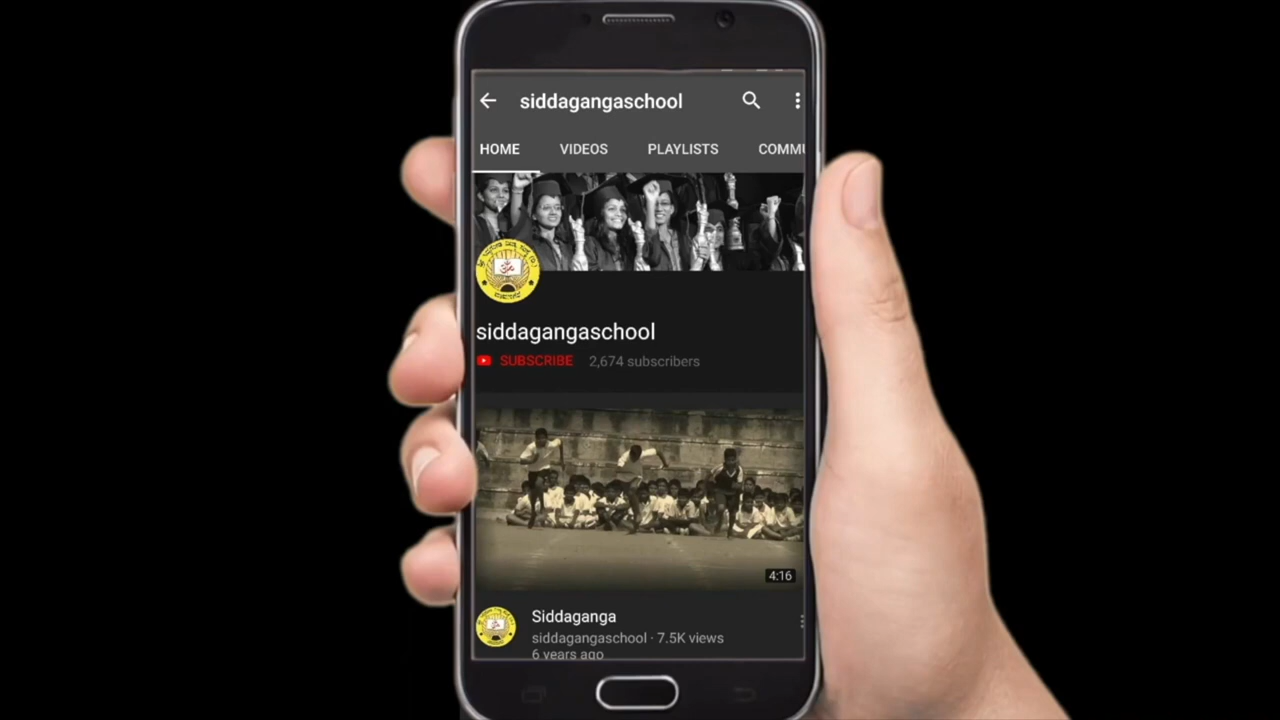 siddagangaschool
HOME VIDEOS PLAYLISTS COMMU
siddagangaschool
SUBSCRIBE 2,674 subscribers
4:16
Siddaganga
siddagangaschool · 7.5K views
6 years ago